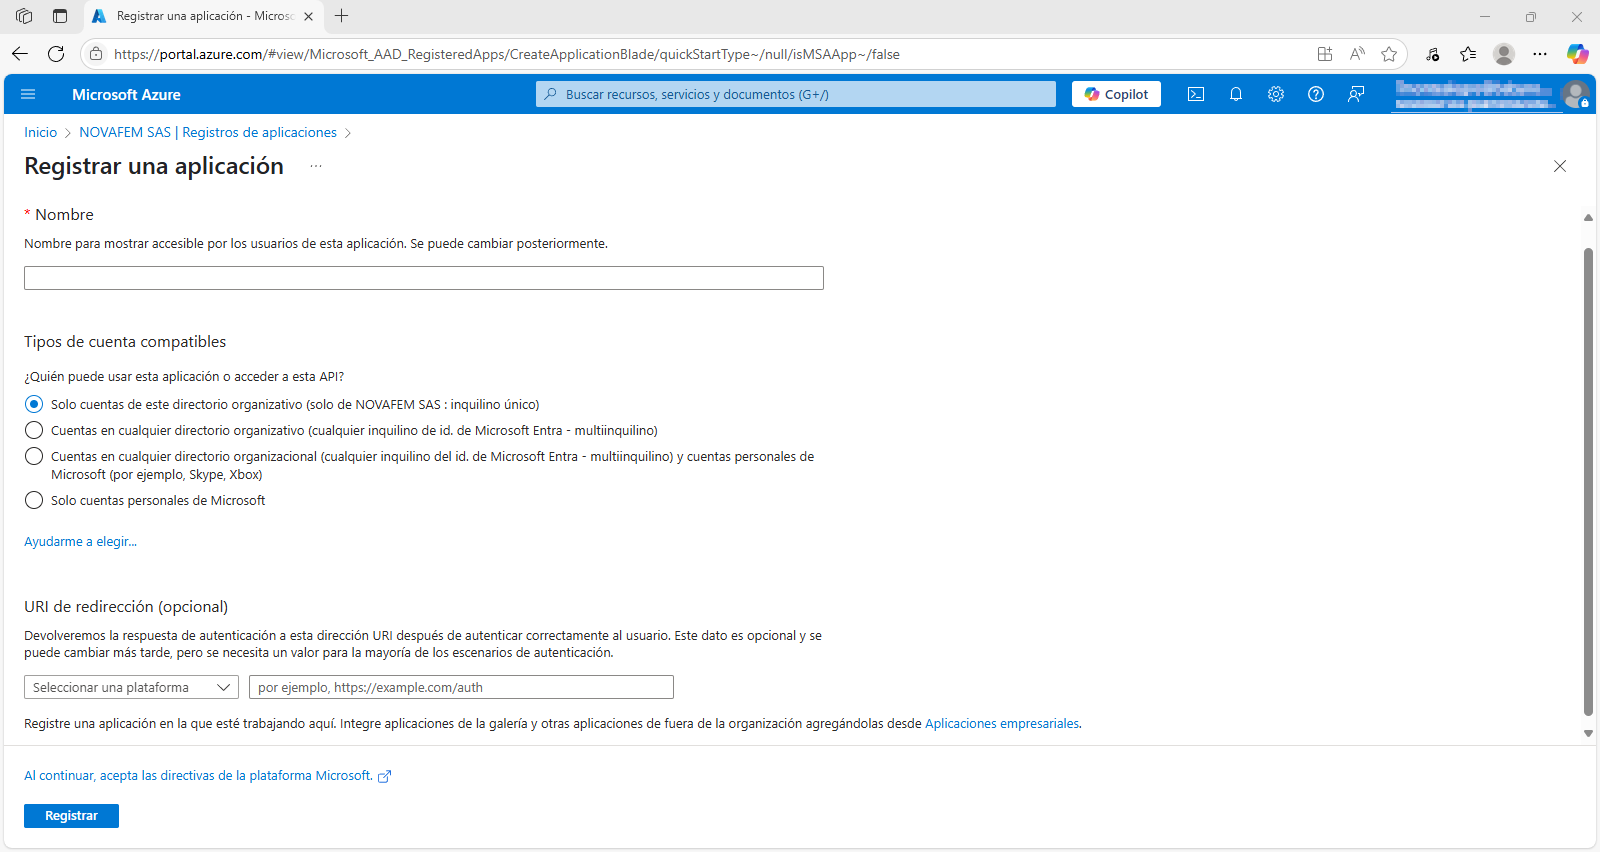 Registrar una aplicación - Micros
https://portal.azure.com/#view/Microsoft_AAD_RegisteredApps/CreateApplicationBlade/quickStartType~/null/isMSAApp~/false
Microsoft Azure
Buscar recursos, servicios y documentos (G+/)
Copilot
Inicio > NOVAFEM SAS | Registros de aplicaciones >
Registrar una aplicación ...
* Nombre
Nombre para mostrar accesible por los usuarios de esta aplicación. Se puede cambiar posteriormente.
Tipos de cuenta compatibles
¿Quién puede usar esta aplicación o acceder a esta API?
Solo cuentas de este directorio organizativo (solo de NOVAFEM SAS : inquilino único)
Cuentas en cualquier directorio organizativo (cualquier inquilino de id. de Microsoft Entra - multiinquilino)
Cuentas en cualquier directorio organizacional (cualquier inquilino del id. de Microsoft Entra - multiinquilino) y cuentas personales de
Microsoft (por ejemplo, Skype, Xbox)
Solo cuentas personales de Microsoft
Ayudarme a elegir...
URI de redirección (opcional)
Devolveremos la respuesta de autenticación a esta dirección URI después de autenticar correctamente al usuario. Este dato es opcional y se
puede cambiar más tarde, pero se necesita un valor para la mayoría de los escenarios de autenticación.
Seleccionar una plataforma
por ejemplo, https://example.com/auth
Registre una aplicación en la que esté trabajando aquí. Integre aplicaciones de la galería y otras aplicaciones de fuera de la organización agregándolas desde Aplicaciones empresariales.
Al continuar, acepta las directivas de la plataforma Microsoft.
Registrar